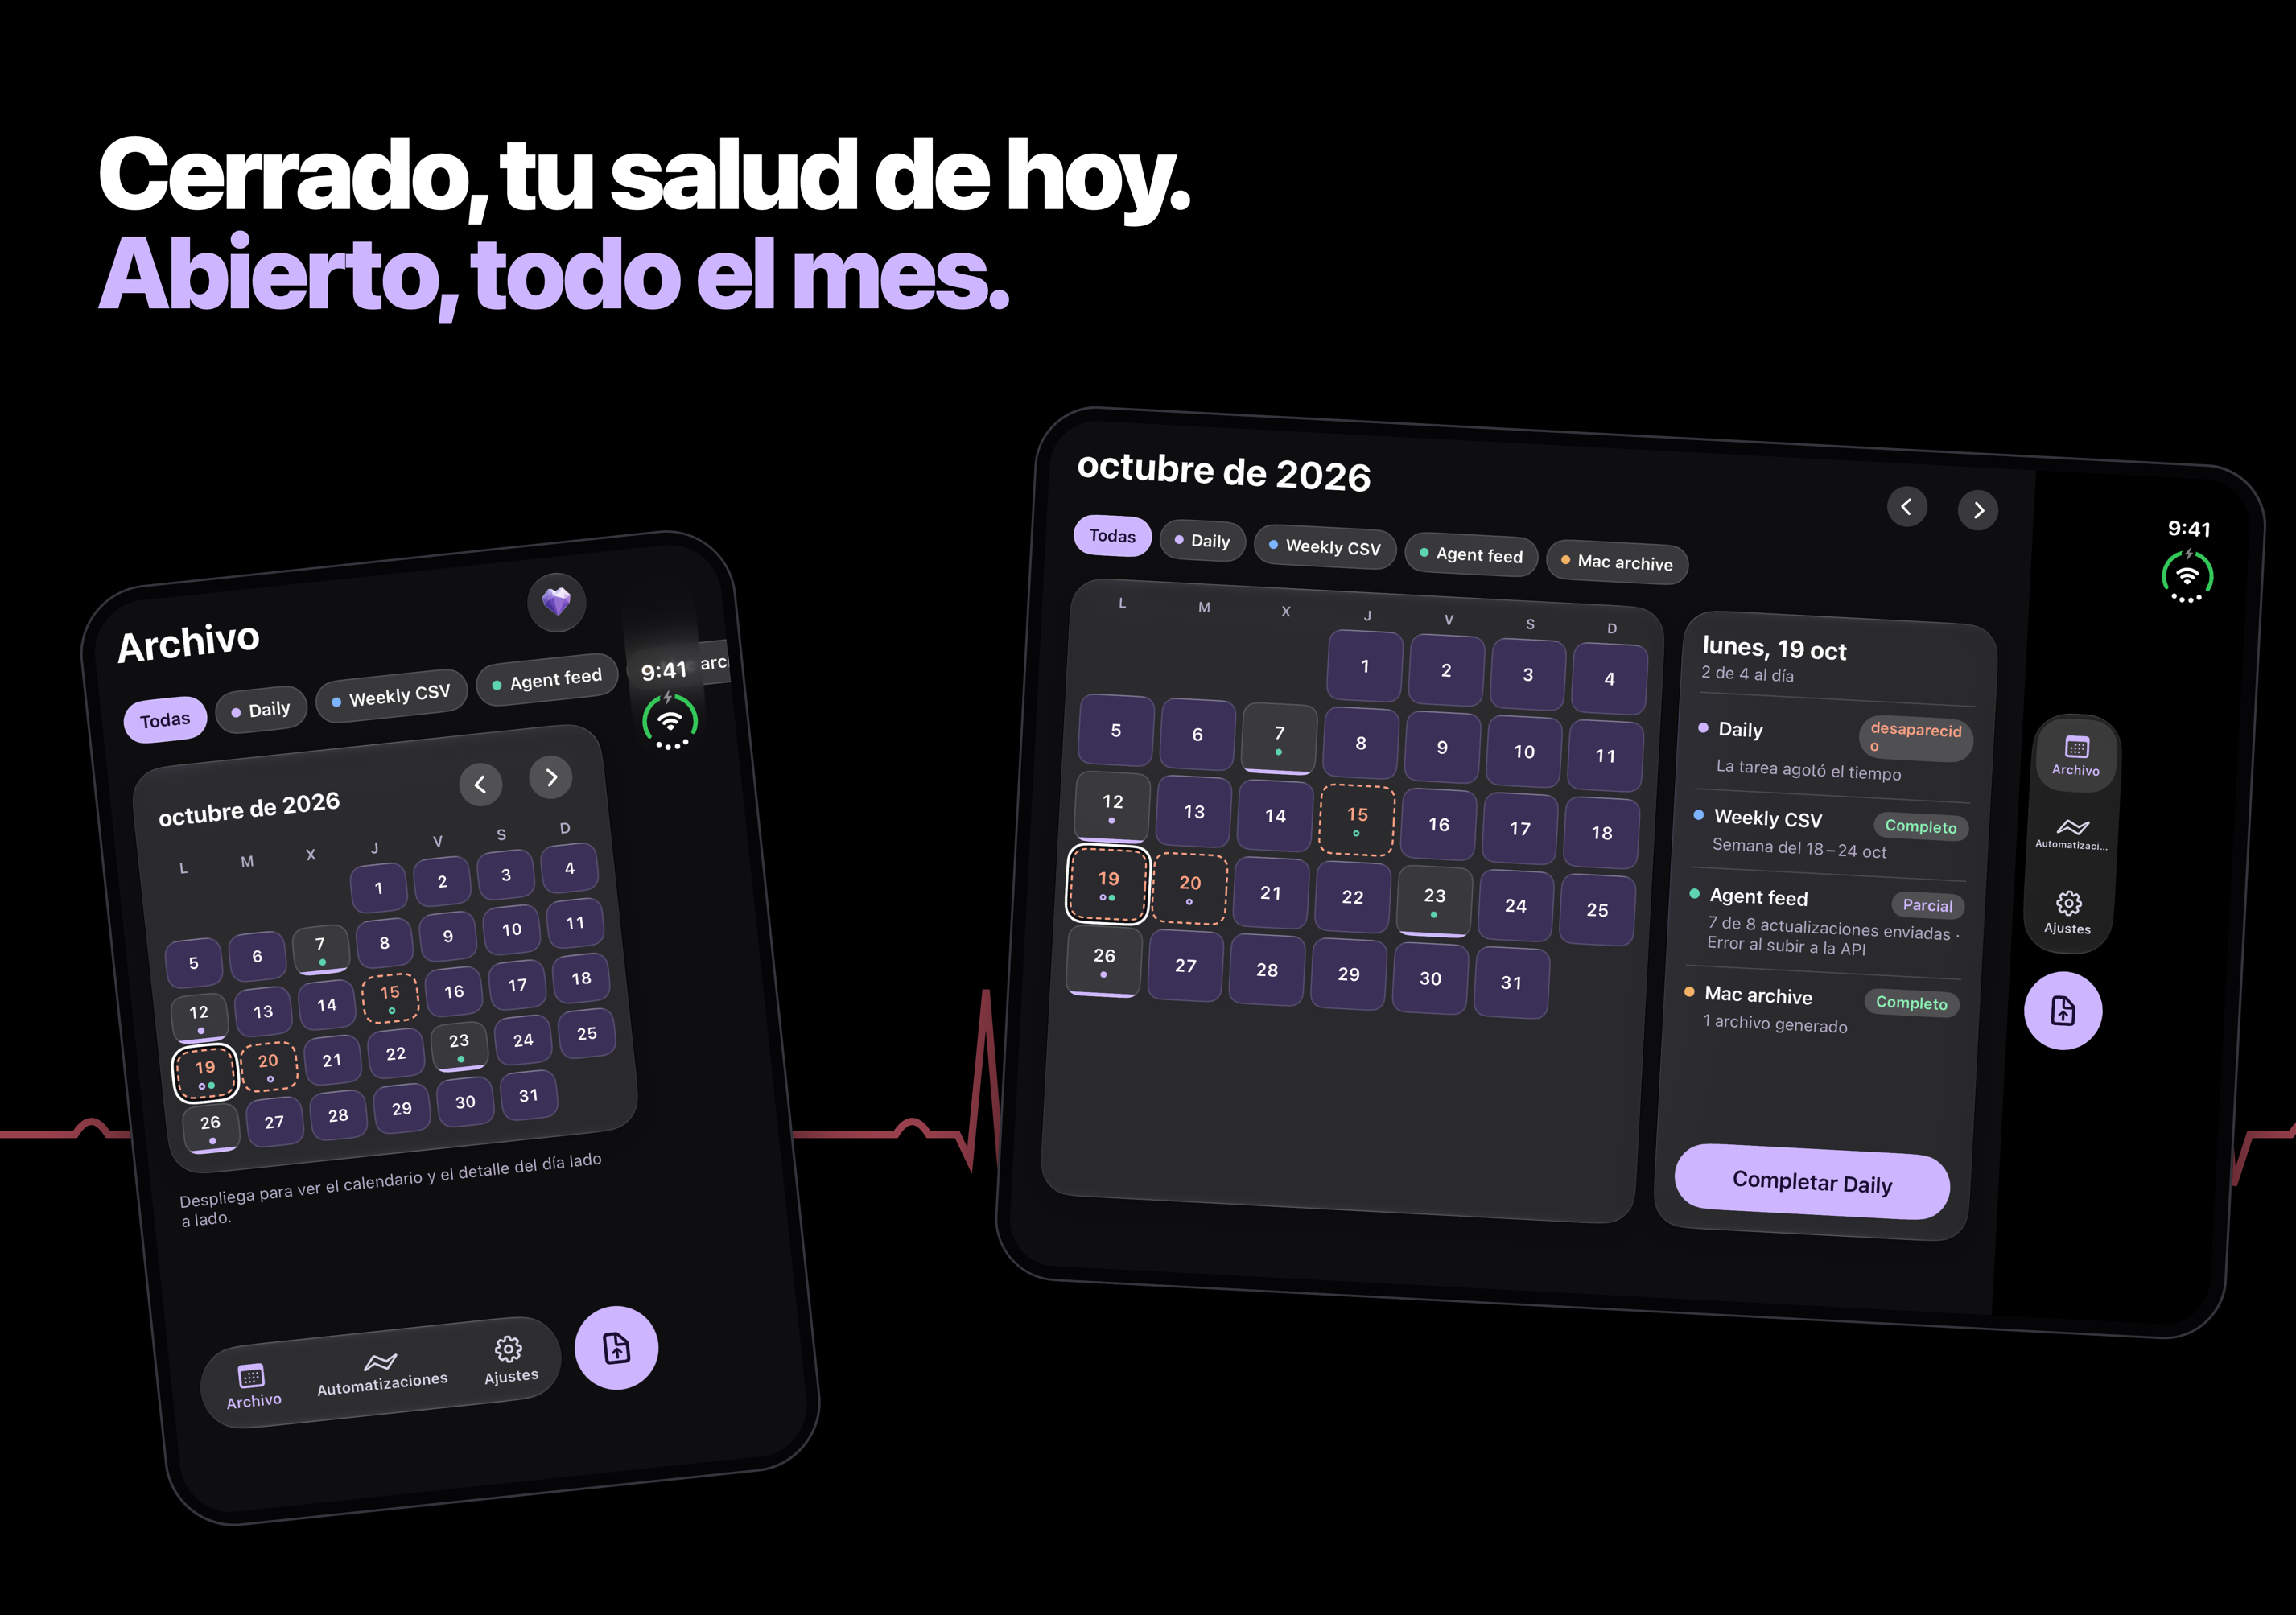 Cerrado, tu salud de hoy.
Abierto, todo el mes.
Archivo
Todas
Daily
Weekly CSV
Agent feed
arc
9:41
octubre de 2026
L M X J V S D
1 2 3 4
5 6 7 8 9 10 11
12 13 14 15 16 17 18
19 20 21 22 23 24 25
26 27 28 29 30 31
Despliega para ver el calendario y el detalle del día lado
a lado.
Archivo
Automatizaciones
Ajustes
octubre de 2026
9:41
Todas
Daily
Weekly CSV
Agent feed
Mac archive
L M X J V S D
1 2 3 4
5 6 7 8 9 10 11
12 13 14 15 16 17 18
19 20 21 22 23 24 25
26 27 28 29 30 31
lunes, 19 oct
2 de 4 al día
Daily
desaparecid
o
La tarea agotó el tiempo
Weekly CSV
Completo
Semana del 18–24 oct
Agent feed
Parcial
7 de 8 actualizaciones enviadas ·
Error al subir a la API
Mac archive
Completo
1 archivo generado
Completar Daily
Archivo
Automatizaci...
Ajustes